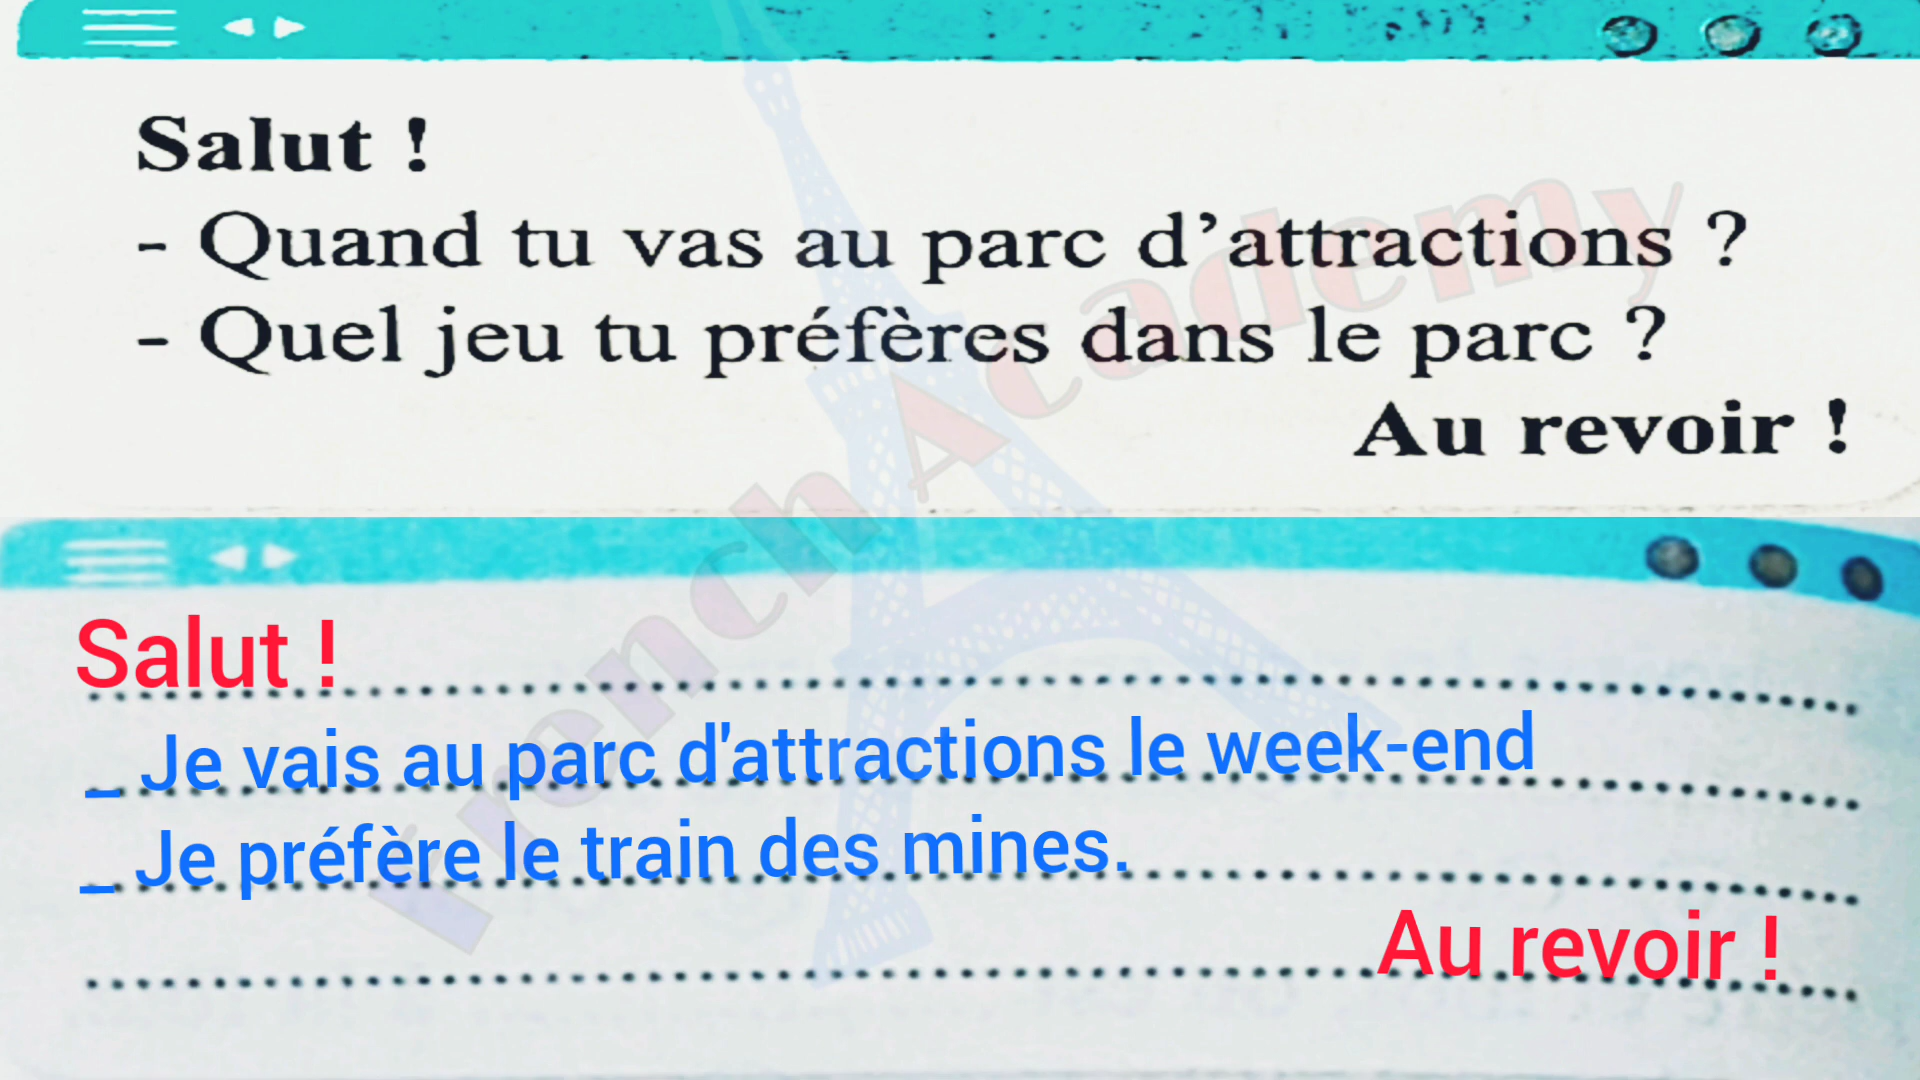 Salut !
- Quand tu vas au parc d’attractions ?
- Quel jeu tu préfères dans le parc ?
Au revoir !
French Academy
Salut !
_ Je vais au parc d'attractions le week-end
_ Je préfère le train des mines.
Au revoir !